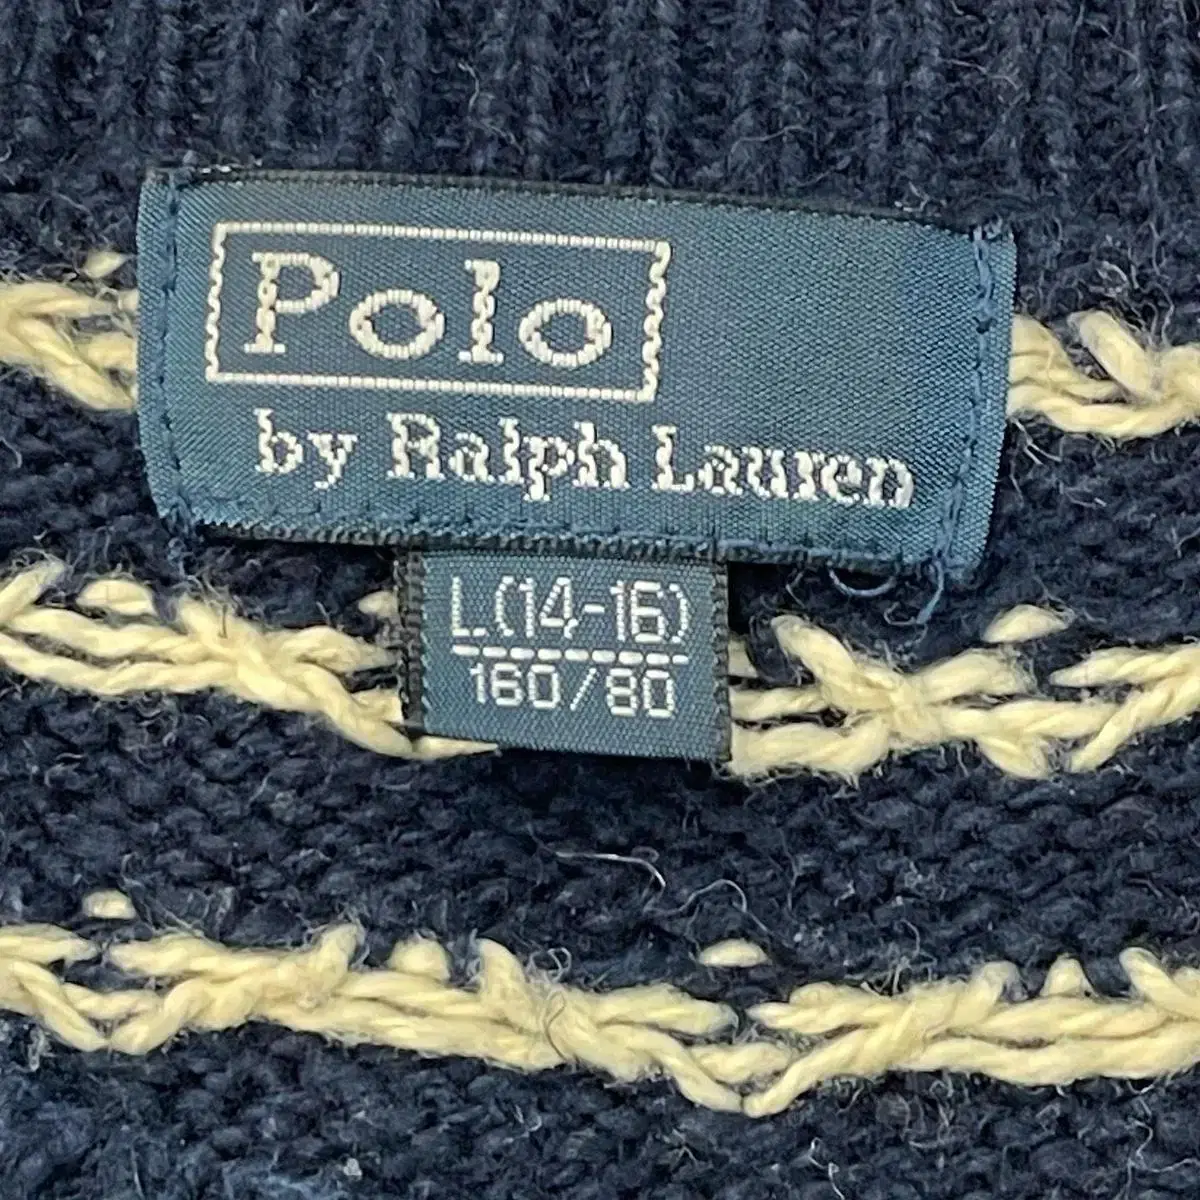 Polo
by Ralph Lauren
L(14-16)
160/80